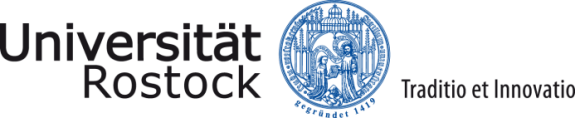 Universität
Rostock
gegründet 1419
Traditio et Innovatio